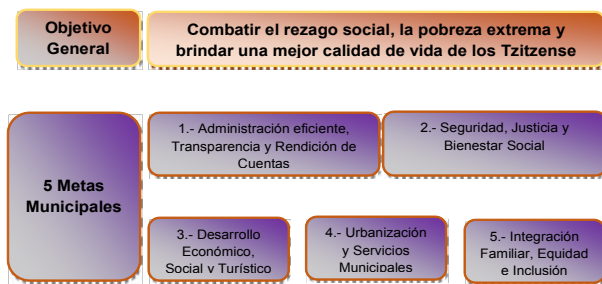 Objetivo
General
Combatir el rezago social, la pobreza extrema y
brindar una mejor calidad de vida de los Tzitzense
5 Metas
Municipales
1.- Administración eficiente,
Transparencia y Rendición de
Cuentas
2.- Seguridad, Justicia y
Bienestar Social
3.- Desarrollo
Económico,
Social y Turístico
4.- Urbanización
y Servicios
Municipales
5.- Integración
Familiar, Equidad
e Inclusión